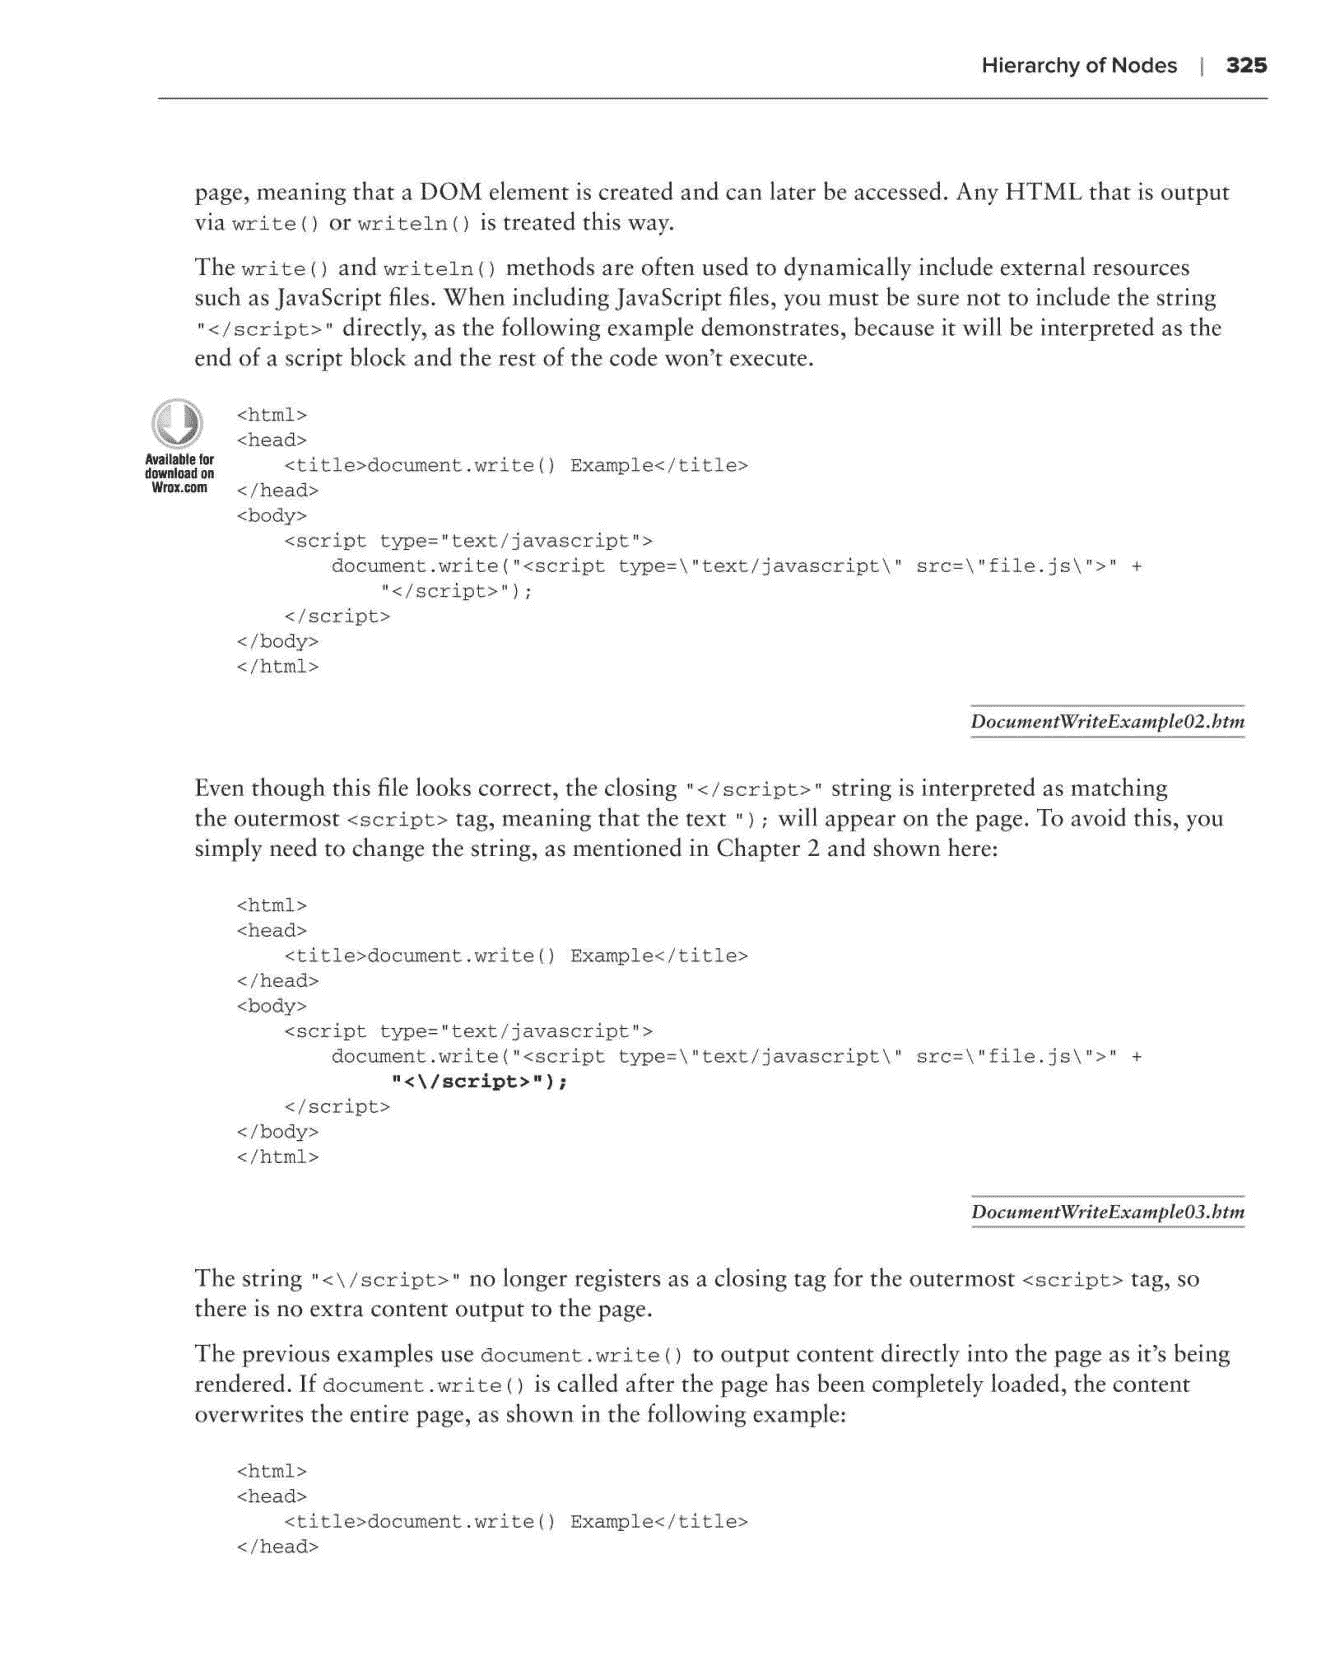 Hierarchy of Nodes | 325
page, meaning that a DOM element is created and can later be accessed. Any HTML that is output
via write() or writeln() is treated this way.
The write() and writeln() methods are often used to dynamically include external resources
such as JavaScript files. When including JavaScript files, you must be sure not to include the string
"</script>" directly, as the following example demonstrates, because it will be interpreted as the
end of a script block and the rest of the code won’t execute.
Available for
download on
Wrox.com
<html>
<head>
    <title>document.write() Example</title>
</head>
<body>
    <script type="text/javascript">
        document.write("<script type=\"text/javascript\" src=\"file.js\">" +
            "</script>");
    </script>
</body>
</html>
DocumentWriteExample02.htm
Even though this file looks correct, the closing "</script>" string is interpreted as matching
the outermost <script> tag, meaning that the text "); will appear on the page. To avoid this, you
simply need to change the string, as mentioned in Chapter 2 and shown here:
<html>
<head>
    <title>document.write() Example</title>
</head>
<body>
    <script type="text/javascript">
        document.write("<script type=\"text/javascript\" src=\"file.js\">" +
             "<\/script>");
    </script>
</body>
</html>
DocumentWriteExample03.htm
The string "<\/script>" no longer registers as a closing tag for the outermost <script> tag, so
there is no extra content output to the page.
The previous examples use document.write() to output content directly into the page as it’s being
rendered. If document.write() is called after the page has been completely loaded, the content
overwrites the entire page, as shown in the following example:
<html>
<head>
    <title>document.write() Example</title>
</head>